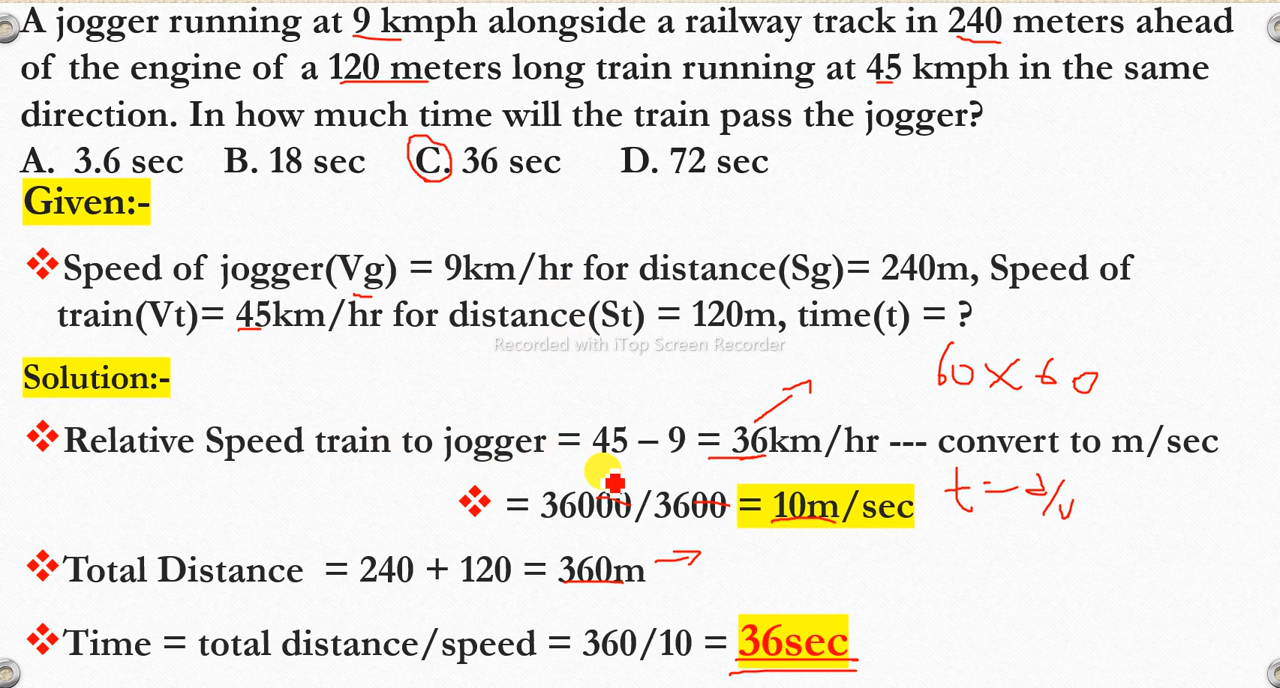 A jogger running at 9 kmph alongside a railway track in 240 meters ahead
of the engine of a 120 meters long train running at 45 kmph in the same
direction. In how much time will the train pass the jogger?
A. 3.6 sec B. 18 sec C. 36 sec D. 72 sec
Given:-
❖Speed of jogger(Vg) = 9km/hr for distance(Sg)= 240m, Speed of
train(Vt)= 45km/hr for distance(St) = 120m, time(t) = ?
Recorded with iTop Screen Recorder
Solution:-
60 × 60
❖Relative Speed train to jogger = 45 – 9 = 36km/hr --- convert to m/sec
❖ = 36000/3600 = 10m/sec
t = d/v
❖Total Distance = 240 + 120 = 360m
❖Time = total distance/speed = 360/10 = 36sec